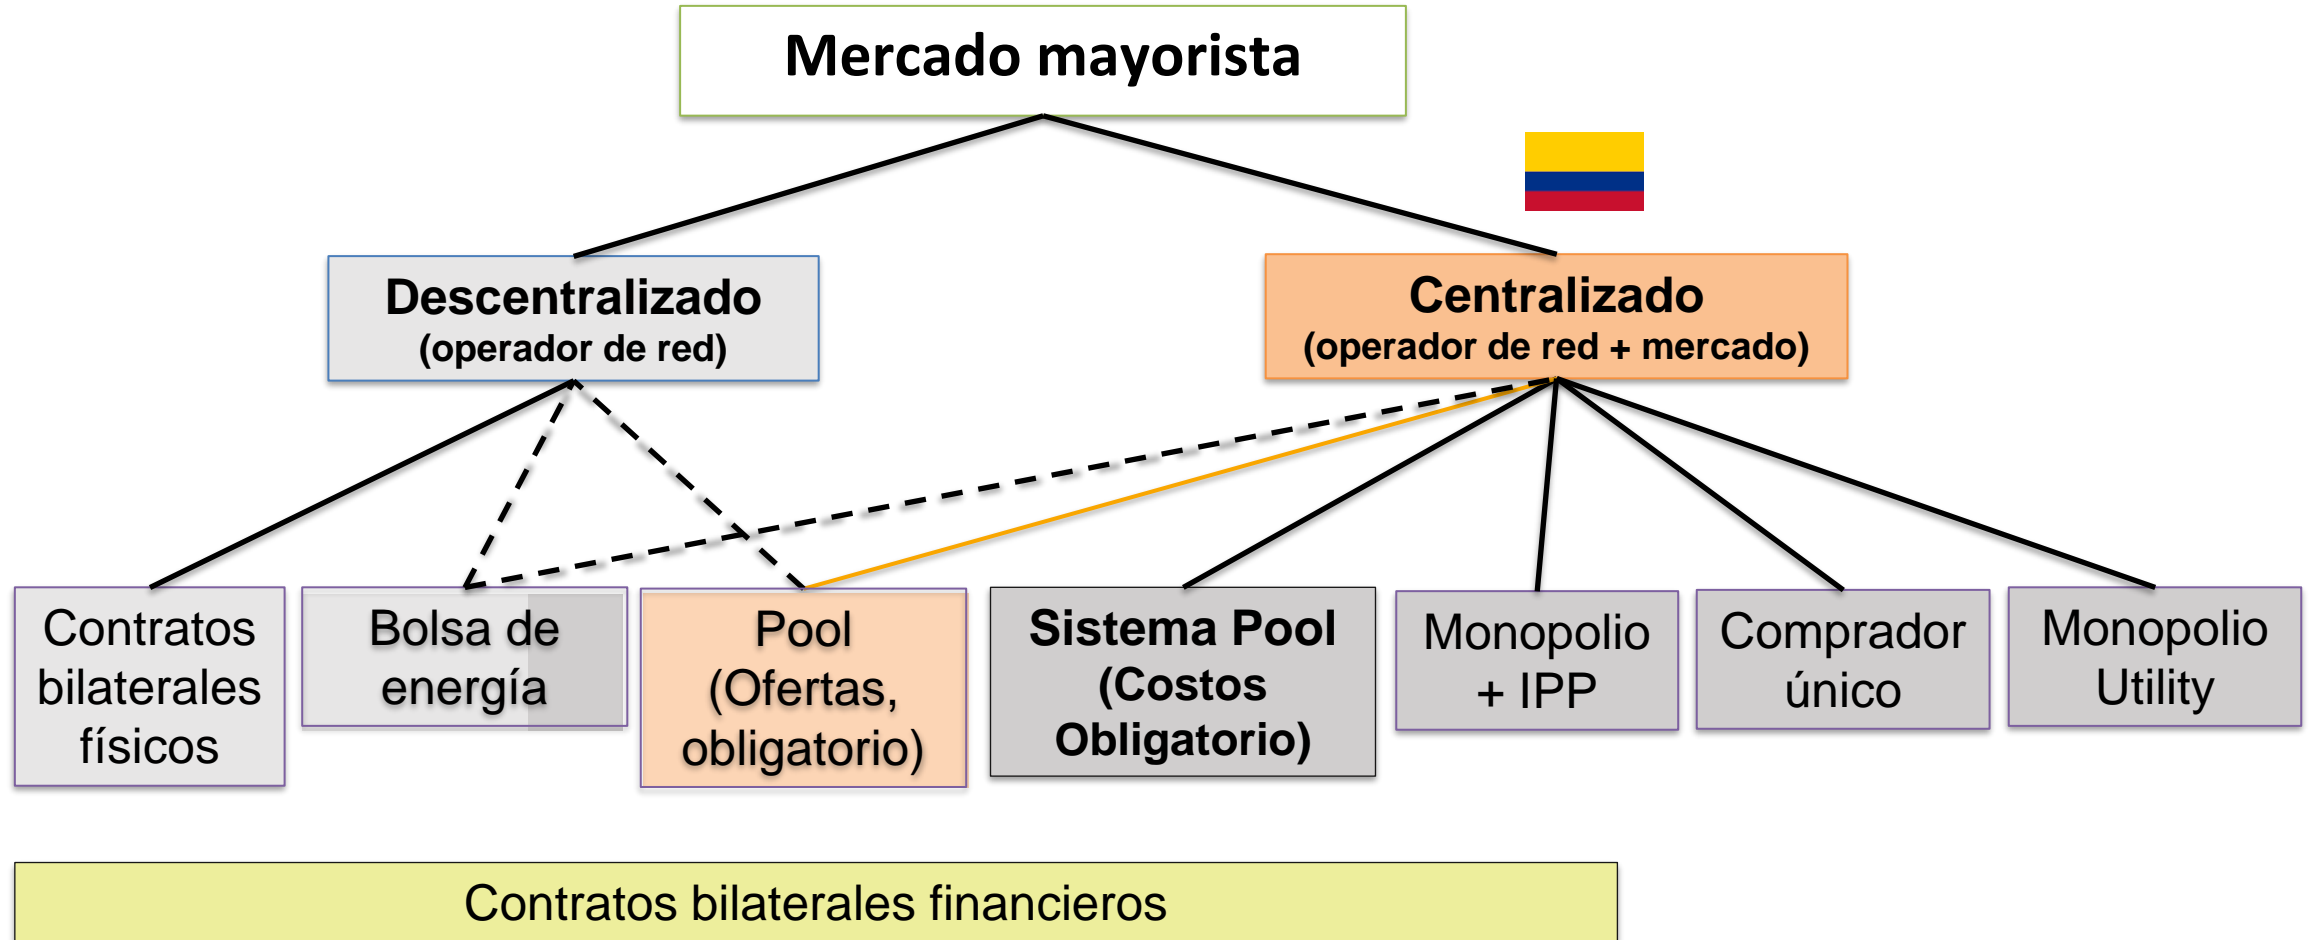 Mercado mayorista
Descentralizado
(operador de red)
Centralizado
(operador de red + mercado)
Contratos
bilaterales
físicos
Bolsa de
energía
Pool
(Ofertas,
obligatorio)
Sistema Pool
(Costos
Obligatorio)
Monopolio
+ IPP
Comprador
único
Monopolio
Utility
Contratos bilaterales financieros